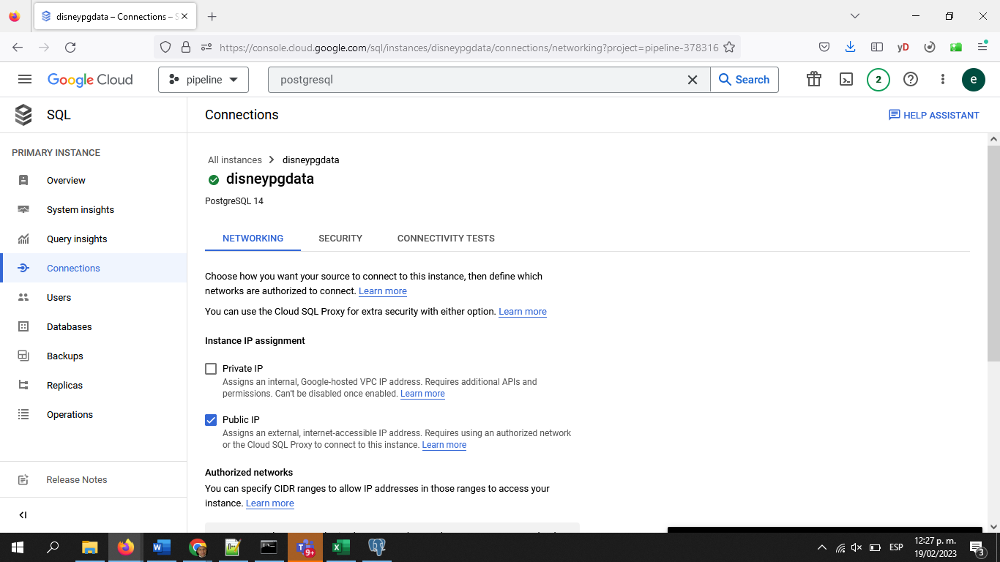 disneypgdata – Connections – S
https://console.cloud.google.com/sql/instances/disneypgdata/connections/networking?project=pipeline-378316
yD
Google Cloud
pipeline
postgresql
Search
2
e
SQL
Connections
HELP ASSISTANT
PRIMARY INSTANCE
Overview
System insights
Query insights
Connections
Users
Databases
Backups
Replicas
Operations
Release Notes
All instances
disneypgdata
disneypgdata
PostgreSQL 14
NETWORKING
SECURITY
CONNECTIVITY TESTS
Choose how you want your source to connect to this instance, then define which
networks are authorized to connect. Learn more
You can use the Cloud SQL Proxy for extra security with either option. Learn more
Instance IP assignment
Private IP
Assigns an internal, Google-hosted VPC IP address. Requires additional APIs and
permissions. Can't be disabled once enabled. Learn more
Public IP
Assigns an external, internet-accessible IP address. Requires using an authorized network
or the Cloud SQL Proxy to connect to this instance. Learn more
Authorized networks
You can specify CIDR ranges to allow IP addresses in those ranges to access your
instance. Learn more
9+
ESP
12:27 p. m.
19/02/2023
3